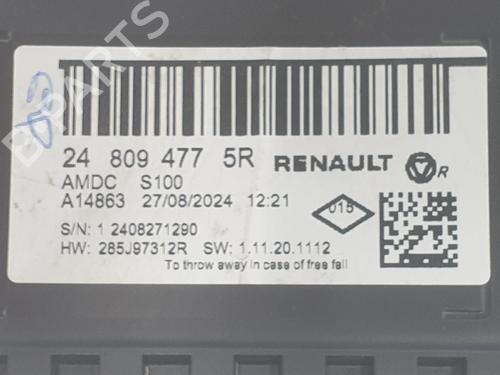 B-PARTS
24 809 477 5R RENAULT R
AMDC S100
A14863 27/08/2024 12:21
015
S/N: 1 2408271290
HW: 285J97312R SW: 1.11.20.1112
To throw away in case of free fall